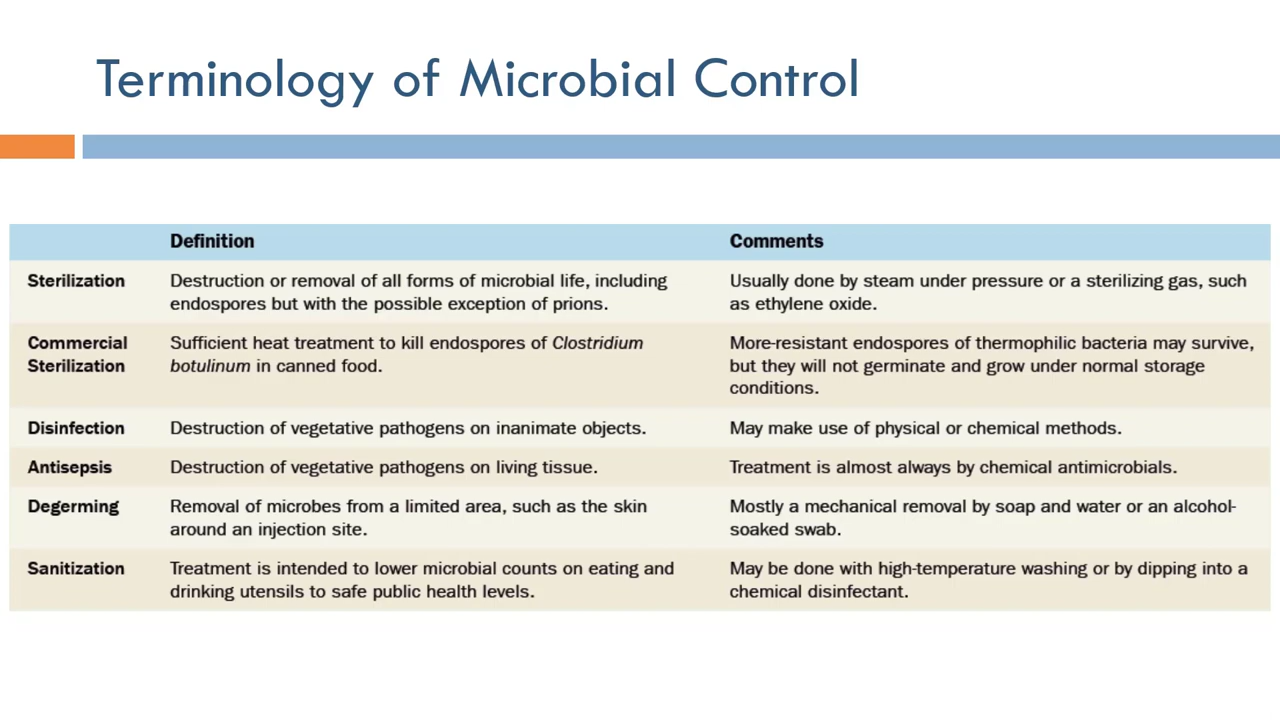 Terminology of Microbial Control
Definition Comments
Sterilization Destruction or removal of all forms of microbial life, including Usually done by steam under pressure or a sterilizing gas, such
endospores but with the possible exception of prions. as ethylene oxide.
Commercial Sufficient heat treatment to kill endospores of Clostridium More-resistant endospores of thermophilic bacteria may survive,
Sterilization botulinum in canned food. but they will not germinate and grow under normal storage
conditions.
Disinfection Destruction of vegetative pathogens on inanimate objects. May make use of physical or chemical methods.
Antisepsis Destruction of vegetative pathogens on living tissue. Treatment is almost always by chemical antimicrobials.
Degerming Removal of microbes from a limited area, such as the skin Mostly a mechanical removal by soap and water or an alcohol-
around an injection site. soaked swab.
Sanitization Treatment is intended to lower microbial counts on eating and May be done with high-temperature washing or by dipping into a
drinking utensils to safe public health levels. chemical disinfectant.